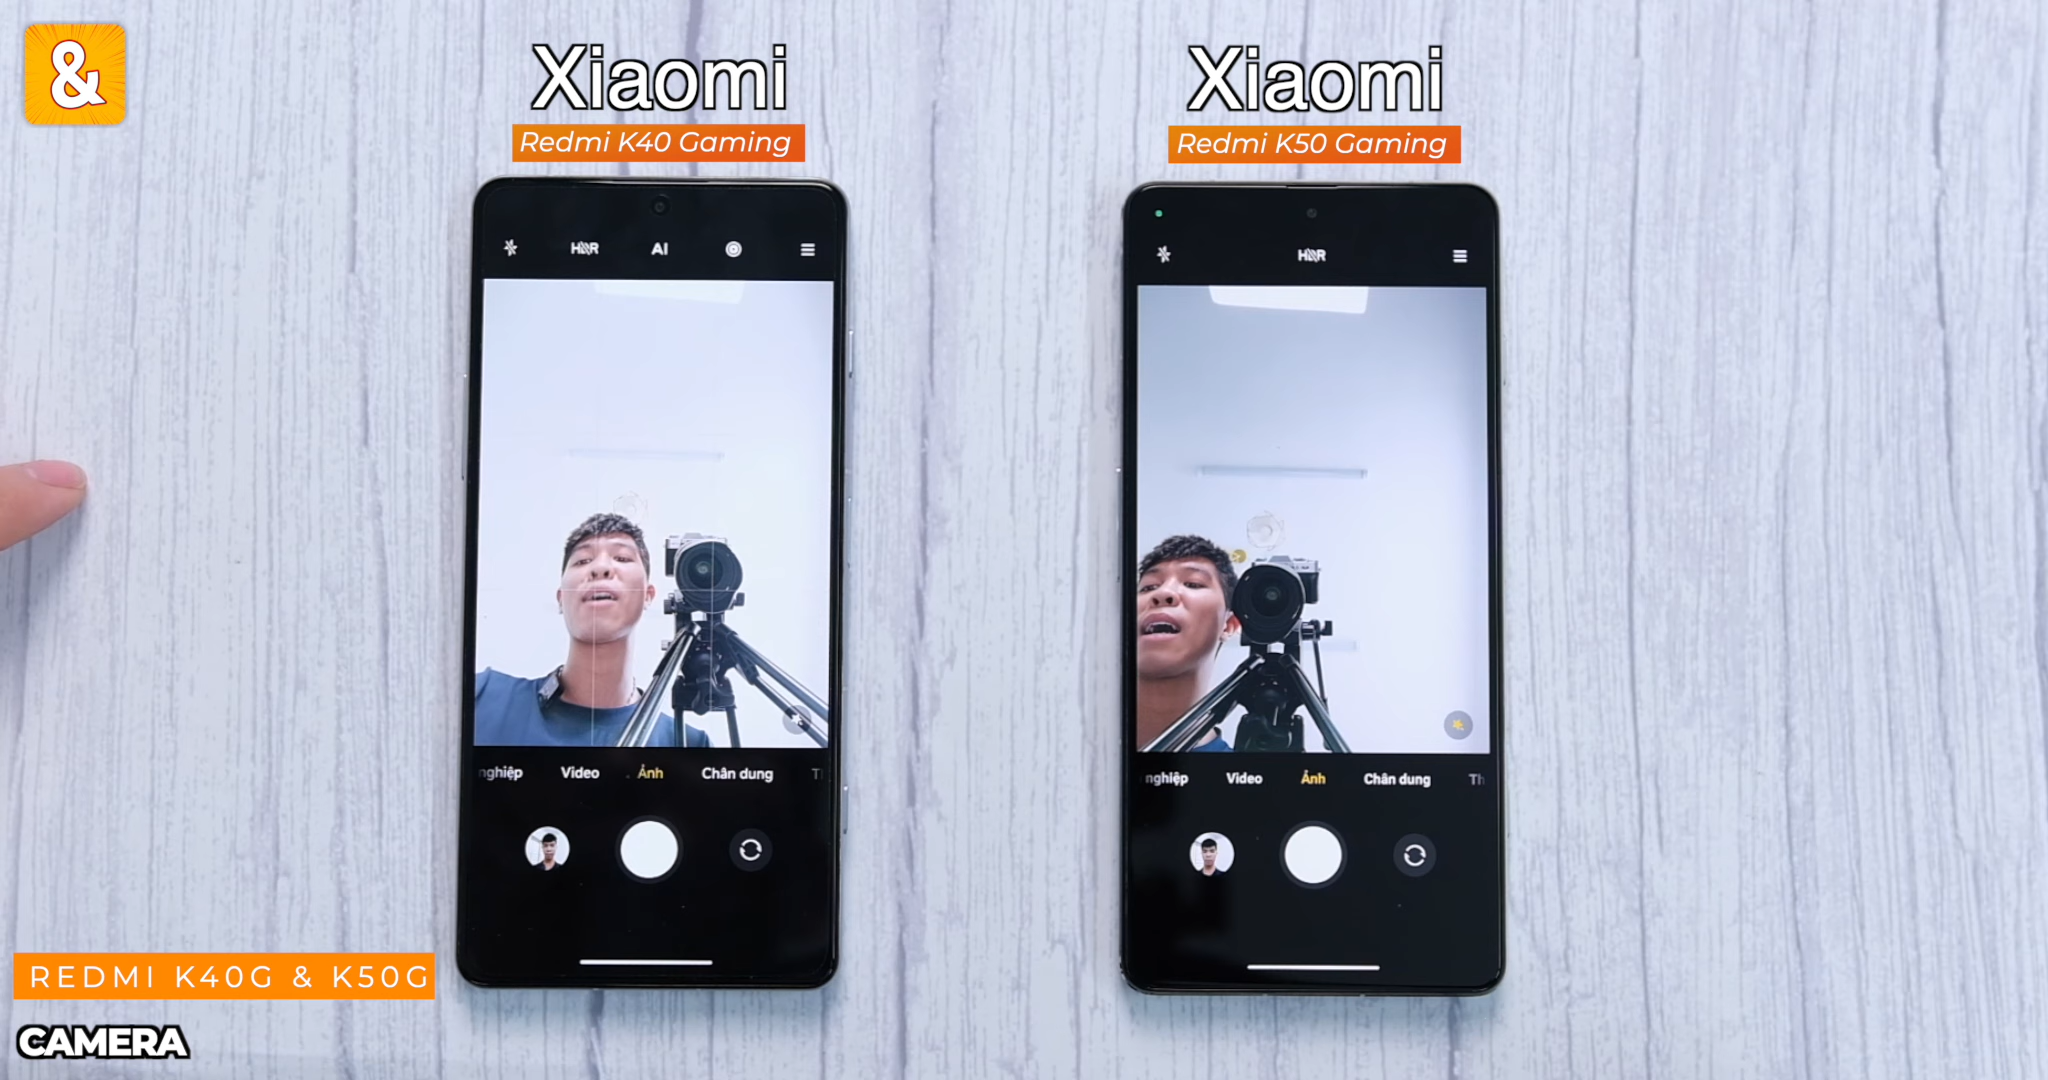 &
Xiaomi
Redmi K40 Gaming
Xiaomi
Redmi K50 Gaming
HDR AI
HDR
nghiệp Video Ảnh Chân dung
nghiệp Video Ảnh Chân dung Th
REDMI K40G & K50G
CAMERA